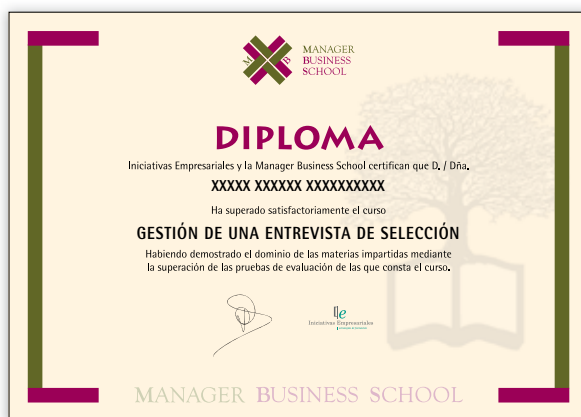 MANAGER
BUSINESS
SCHOOL
M B
DIPLOMA
Iniciativas Empresariales y la Manager Business School certifican que D. / Dña.
XXXXX XXXXXX XXXXXXXXXX
Ha superado satisfactoriamente el curso
GESTIÓN DE UNA ENTREVISTA DE SELECCIÓN
Habiendo demostrado el dominio de las materias impartidas mediante
la superación de las pruebas de evaluación de las que consta el curso.
Iniciativas Empresariales
MANAGER BUSINESS SCHOOL